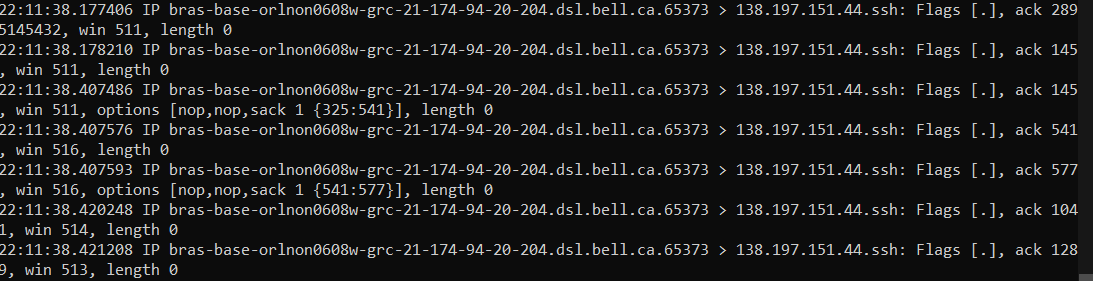 22:11:38.177406 IP bras-base-orlnon0608w-grc-21-174-94-20-204.dsl.bell.ca.65373 > 138.197.151.44.ssh: Flags [.], ack 289
5145432, win 511, length 0
22:11:38.178210 IP bras-base-orlnon0608w-grc-21-174-94-20-204.dsl.bell.ca.65373 > 138.197.151.44.ssh: Flags [.], ack 145
, win 511, length 0
22:11:38.407486 IP bras-base-orlnon0608w-grc-21-174-94-20-204.dsl.bell.ca.65373 > 138.197.151.44.ssh: Flags [.], ack 145
, win 511, options [nop,nop,sack 1 {325:541}], length 0
22:11:38.407576 IP bras-base-orlnon0608w-grc-21-174-94-20-204.dsl.bell.ca.65373 > 138.197.151.44.ssh: Flags [.], ack 541
, win 516, length 0
22:11:38.407593 IP bras-base-orlnon0608w-grc-21-174-94-20-204.dsl.bell.ca.65373 > 138.197.151.44.ssh: Flags [.], ack 577
, win 516, options [nop,nop,sack 1 {541:577}], length 0
22:11:38.420248 IP bras-base-orlnon0608w-grc-21-174-94-20-204.dsl.bell.ca.65373 > 138.197.151.44.ssh: Flags [.], ack 104
1, win 514, length 0
22:11:38.421208 IP bras-base-orlnon0608w-grc-21-174-94-20-204.dsl.bell.ca.65373 > 138.197.151.44.ssh: Flags [.], ack 128
9, win 513, length 0